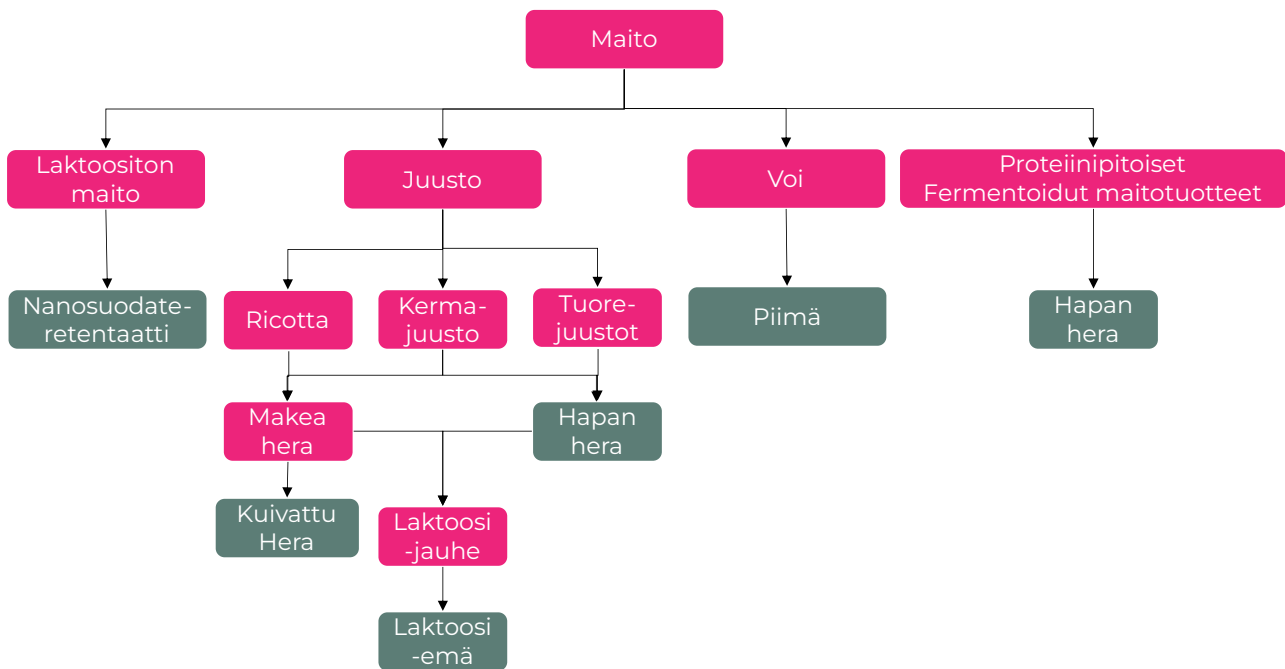 Maito
Laktoositon
maito
Juusto
Voi
Proteiinipitoiset
Fermentoidut maitotuotteet
Nanosuodate-
retentaatti
Ricotta
Kerma-
juusto
Tuore-
juustot
Piimä
Hapan
hera
Makea
hera
Hapan
hera
Kuivattu
Hera
Laktoosi
-jauhe
Laktoosi
-emä